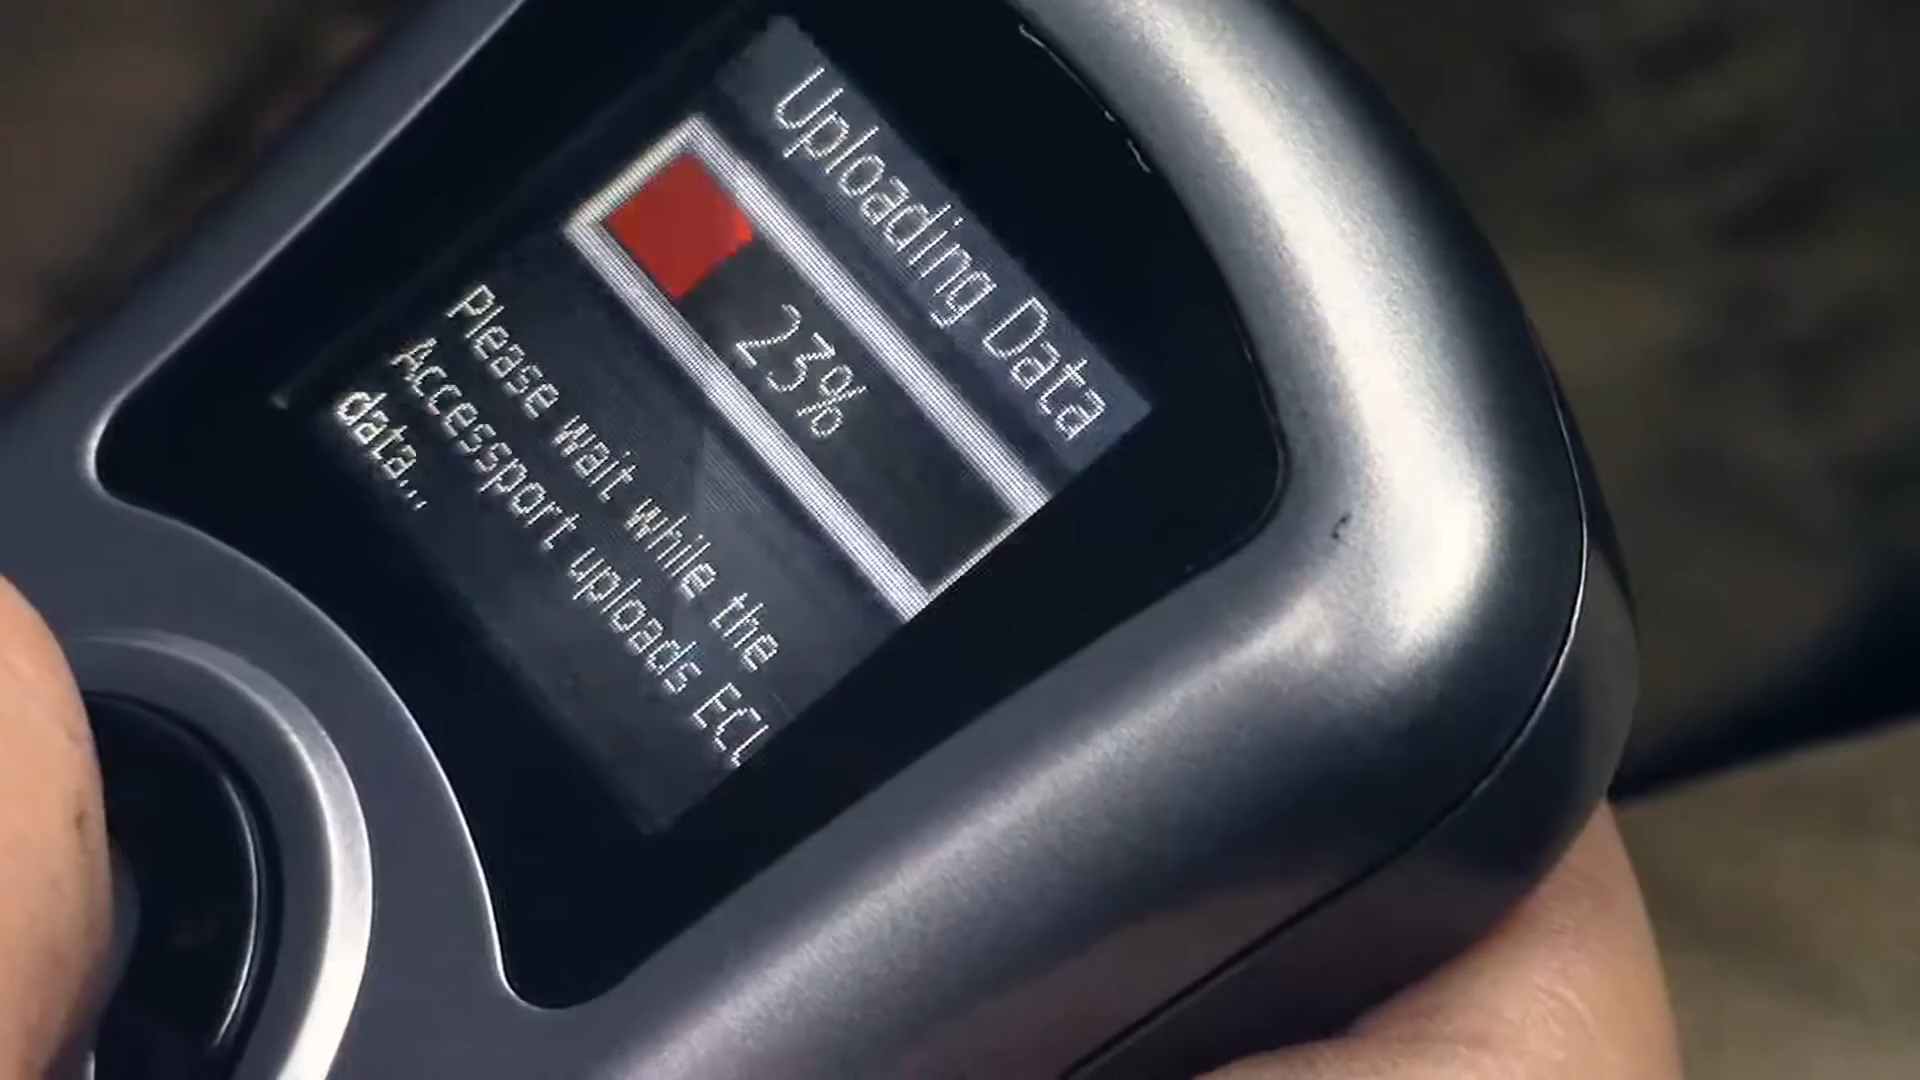 Uploading Data
23%
Please wait while the
Accessport uploads ECU
data...